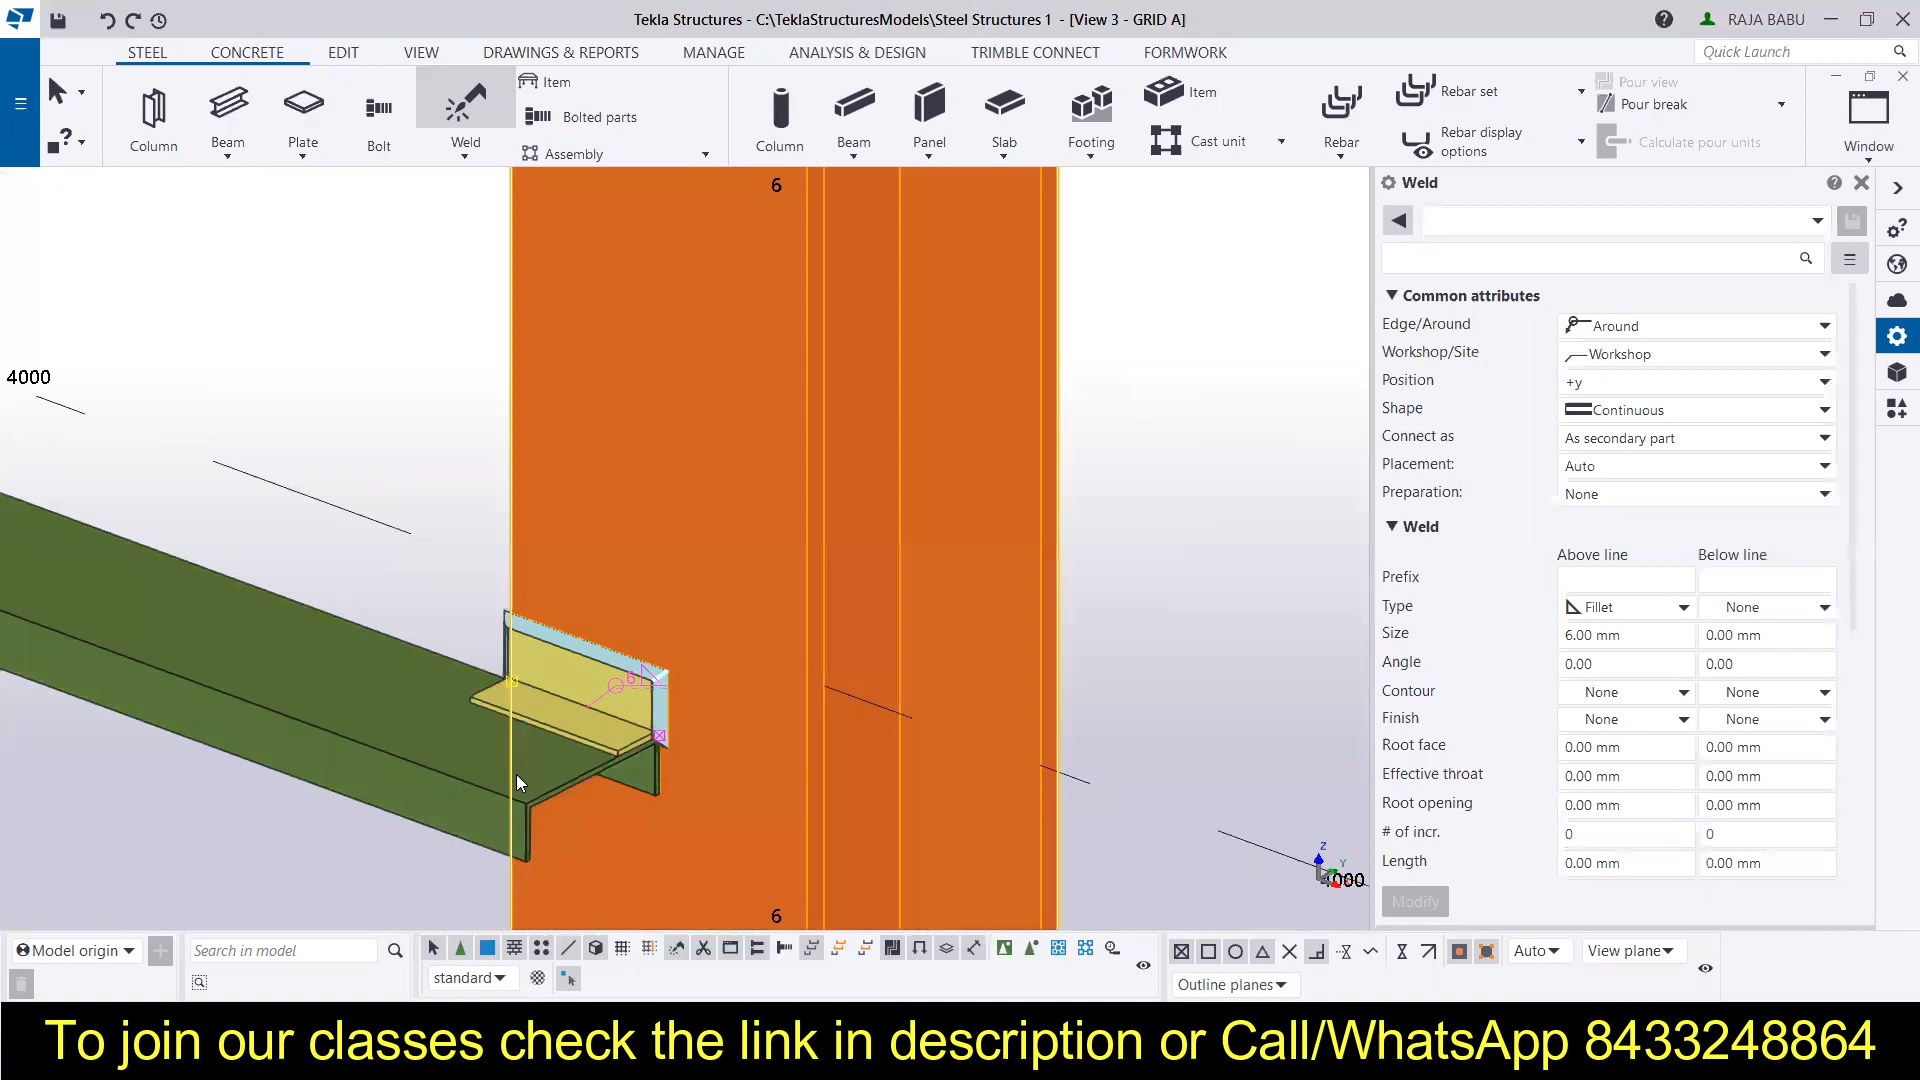 Tekla Structures - C:\TeklaStructuresModels\Steel Structures 1 - [View 3 - GRID A]
RAJA BABU
STEEL CONCRETE EDIT VIEW DRAWINGS & REPORTS MANAGE ANALYSIS & DESIGN TRIMBLE CONNECT FORMWORK
Quick Launch
Column Beam Plate Bolt Weld
Item
Bolted parts
Assembly
Column Beam Panel Slab Footing
Item
Cast unit
Rebar
Rebar set
Rebar display options
Pour view
Pour break
Calculate pour units
Window
Weld
Common attributes
Edge/Around Around
Workshop/Site Workshop
Position +y
Shape Continuous
Connect as As secondary part
Placement: Auto
Preparation: None
Weld
Above line Below line
Prefix
Type Fillet None
Size 6.00 mm 0.00 mm
Angle 0.00 0.00
Contour None None
Finish None None
Root face 0.00 mm 0.00 mm
Effective throat 0.00 mm 0.00 mm
Root opening 0.00 mm 0.00 mm
# of incr. 0 0
Length 0.00 mm 0.00 mm
Modify
6
4000
6
6
Z
Y
4000
Model origin
Search in model
standard
Auto
View plane
Outline planes
To join our classes check the link in description or Call/WhatsApp 8433248864